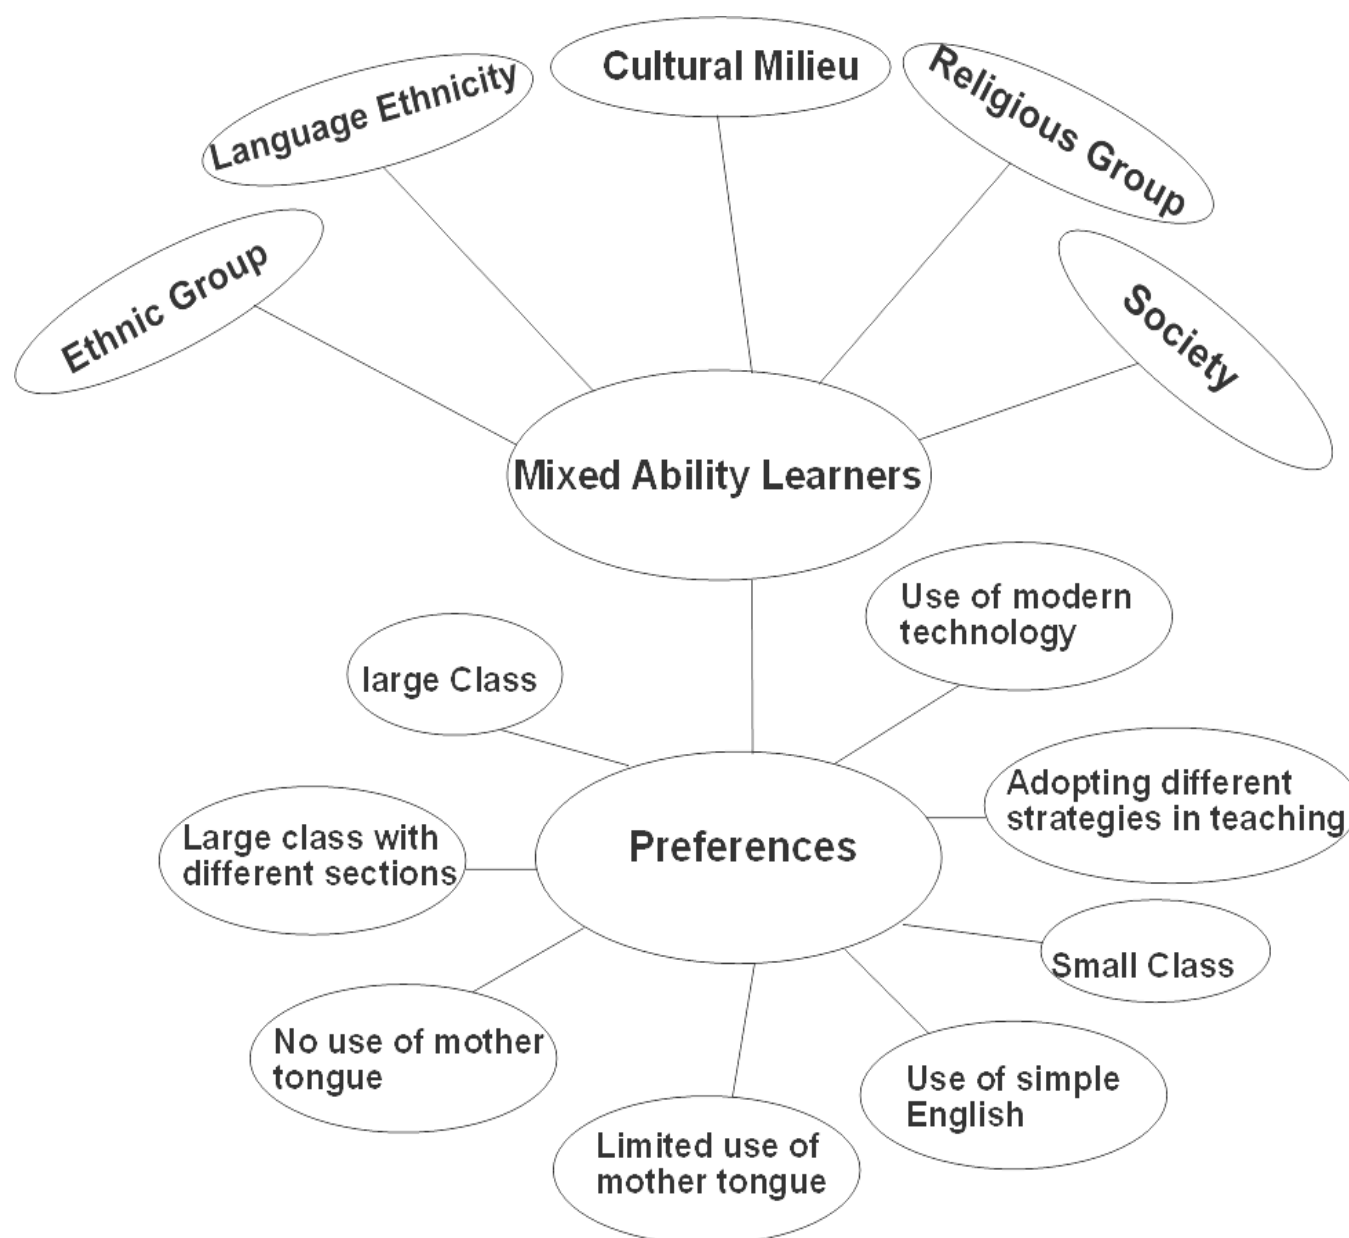 Cultural Milieu
Language Ethnicity
Religious Group
Ethnic Group
Society
Mixed Ability Learners
Use of modern
technology
large Class
Adopting different
strategies in teaching
Large class with
different sections
Preferences
Small Class
No use of mother
tongue
Use of simple
English
Limited use of
mother tongue